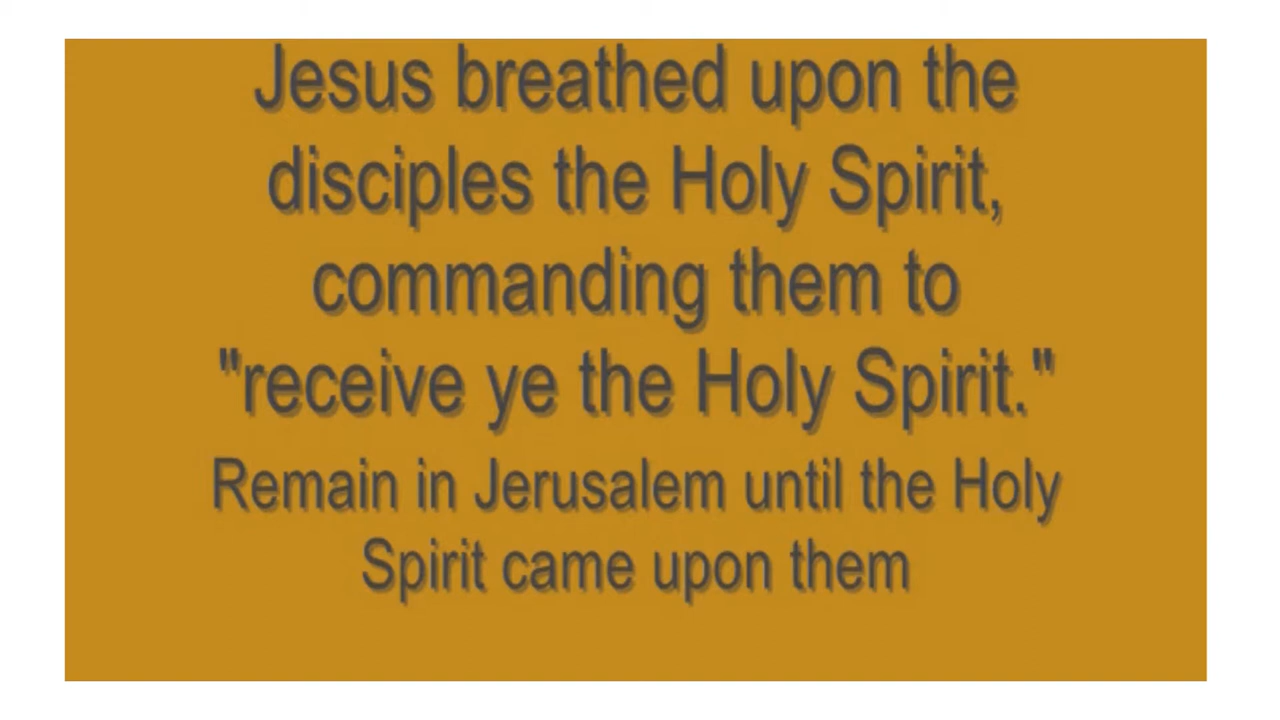 Jesus breathed upon the
disciples the Holy Spirit,
commanding them to
"receive ye the Holy Spirit."
Remain in Jerusalem until the Holy
Spirit came upon them